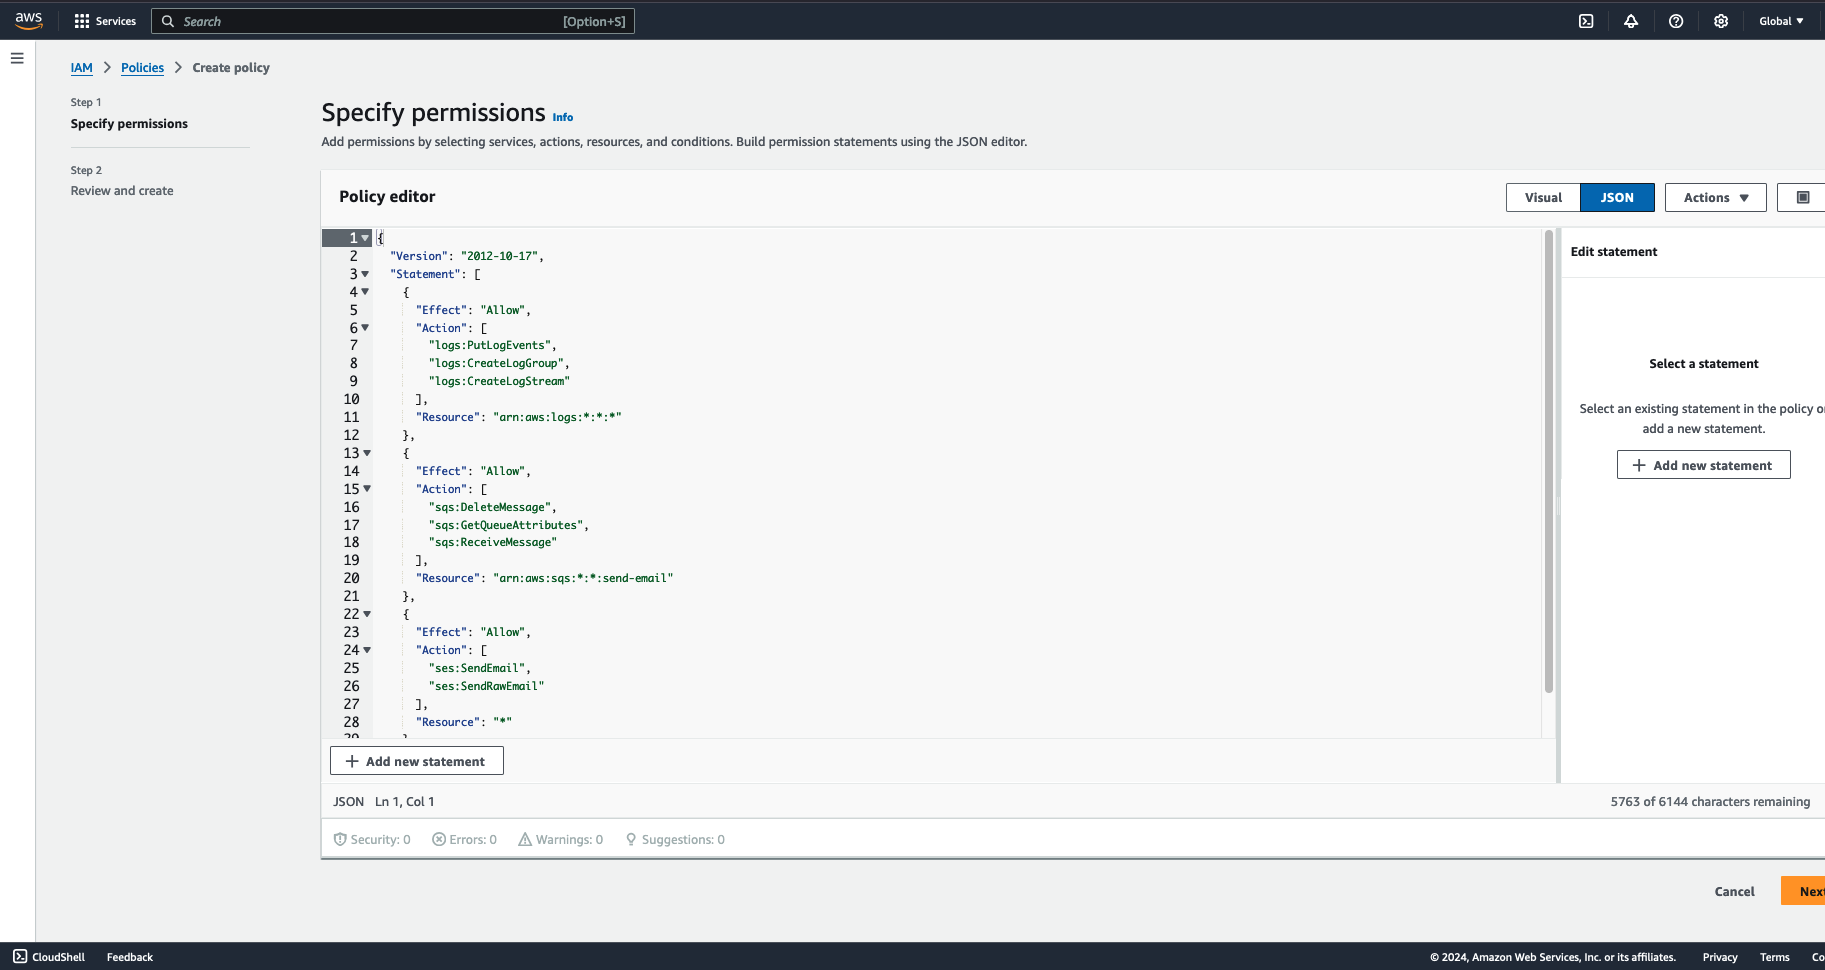 aws
Services
Search
[Option+S]
Global
IAM
Policies
Create policy
Step 1
Specify permissions
Step 2
Review and create
Specify permissions Info
Add permissions by selecting services, actions, resources, and conditions. Build permission statements using the JSON editor.
Policy editor
Visual
JSON
Actions
1 {
2 "Version": "2012-10-17",
3 "Statement": [
4 {
5 "Effect": "Allow",
6 "Action": [
7 "logs:PutLogEvents",
8 "logs:CreateLogGroup",
9 "logs:CreateLogStream"
10 ],
11 "Resource": "arn:aws:logs:*:*:*"
12 },
13 {
14 "Effect": "Allow",
15 "Action": [
16 "sqs:DeleteMessage",
17 "sqs:GetQueueAttributes",
18 "sqs:ReceiveMessage"
19 ],
20 "Resource": "arn:aws:sqs:*:*:send-email"
21 },
22 {
23 "Effect": "Allow",
24 "Action": [
25 "ses:SendEmail",
26 "ses:SendRawEmail"
27 ],
28 "Resource": "*"
29 }
Edit statement
Select a statement
Select an existing statement in the policy or
add a new statement.
Add new statement
Add new statement
JSON Ln 1, Col 1
5763 of 6144 characters remaining
Security: 0
Errors: 0
Warnings: 0
Suggestions: 0
Cancel
Next
CloudShell
Feedback
© 2024, Amazon Web Services, Inc. or its affiliates.
Privacy
Terms
Co